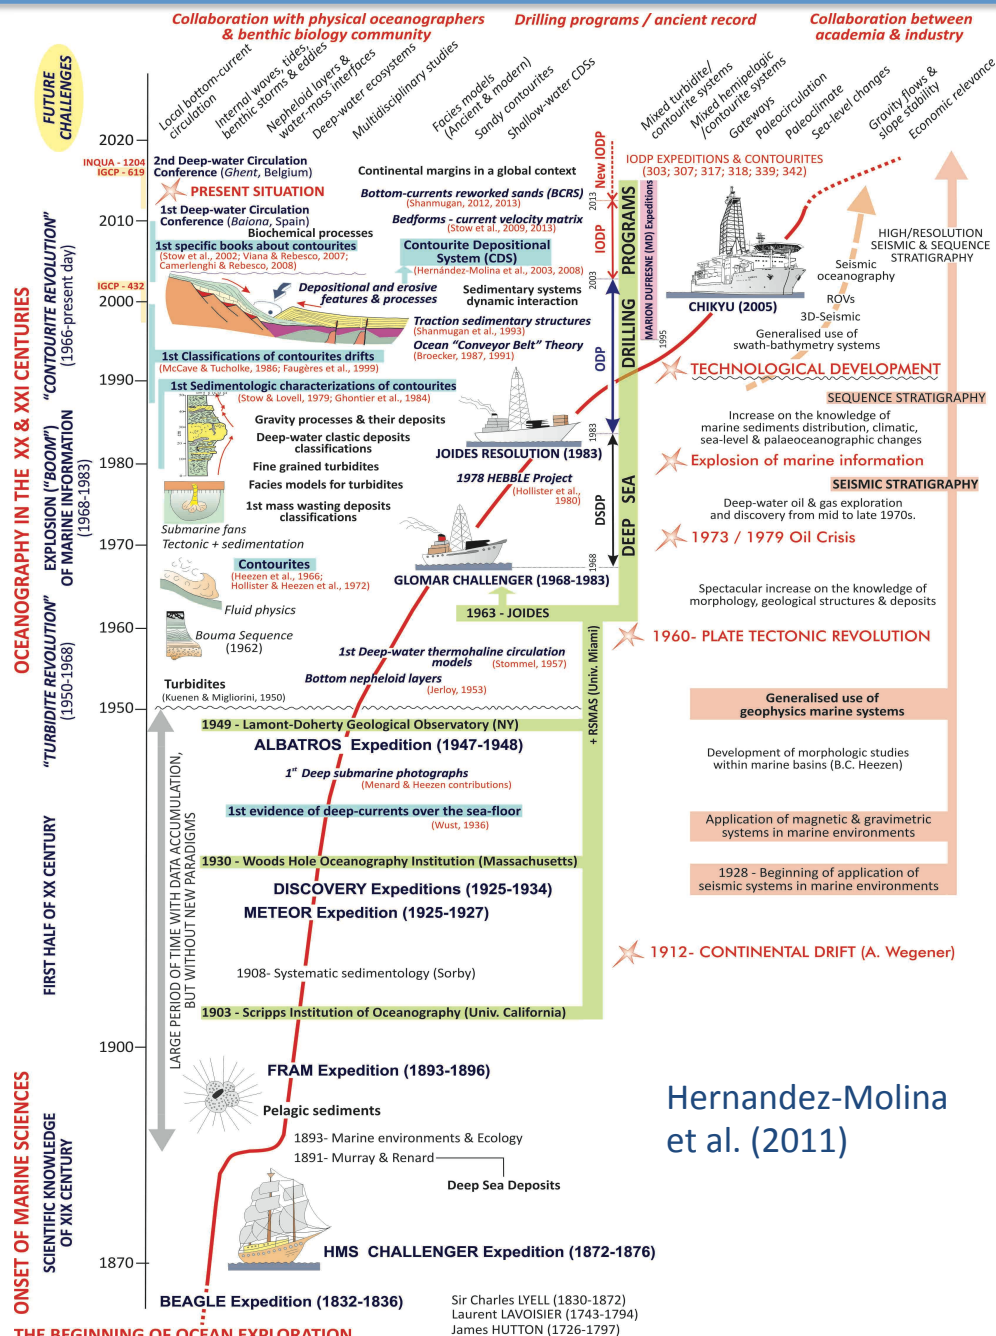 Collaboration with physical oceanographers
& benthic biology community
Drilling programs / ancient record
Collaboration between
academia & industry
FUTURE
CHALLENGES
Local bottom-current
circulation
Internal waves, tides,
benthic storms & eddies
Nepheloid layers &
water-mass interfaces
Deep-water ecosystems
Multidisciplinary studies
Facies models
(Ancient & modern)
Sandy contourites
Shallow-water CDSs
Mixed turbidite/
contourite systems
Mixed hemipelagic
/contourite systems
Gateways
Paleocirculation
Paleoclimate
Sea-level changes
Gravity flows &
slope stability
Economic relevance
2020
INQUA - 1204
IGCP - 619
2nd Deep-water Circulation
Conference (Ghent, Belgium)
PRESENT SITUATION
Continental margins in a global context
New IODP
IODP EXPEDITIONS & CONTOURITES
(303; 307; 317; 318; 339; 342)
Bottom-currents reworked sands (BCRS)
(Shanmugan, 2012, 2013)
2013
1st Deep-water Circulation
Conference (Baiona, Spain)
2010
Bedforms - current velocity matrix
(Stow et al., 2009, 2013)
Biochemical processes
1st specific books about contourites
(Stow et al., 2002; Viana & Rebesco, 2007;
Camerlenghi & Rebesco, 2008)
Contourite Depositional
System (CDS)
(Hernández-Molina et al., 2003, 2008)
IODP
2003
HIGH/RESOLUTION
SEISMIC & SEQUENCE
STRATIGRAPHY
Seismic
oceanography
IGCP - 432
2000
Depositional and erosive
features & processes
Sedimentary systems
dynamic interaction
CHIKYU (2005)
ROVs
3D-Seismic
Traction sedimentary structures
(Shanmugan et al., 1993)
Generalised use of
swath-bathymetry systems
Ocean "Conveyor Belt" Theory
(Broecker, 1987, 1991)
MARION DUFRESNE (MD) Expeditions
1995
1st Classifications of contourites drifts
(McCave & Tucholke, 1986; Faugères et al., 1999)
ODP
TECHNOLOGICAL DEVELOPMENT
1990
1st Sedimentologic characterizations of contourites
(Stow & Lovell, 1979; Ghontier et al., 1984)
SEQUENCE STRATIGRAPHY
Gravity processes & their deposits
Deep-water clastic deposits
classifications
Increase on the knowledge of
marine sediments distribution, climatic,
sea-level & palaeoceanographic changes
1983
JOIDES RESOLUTION (1983)
1980
Fine grained turbidites
Explosion of marine information
Facies models for turbidites
1978 HEBBLE Project
(Hollister et al.,
1980)
SEISMIC STRATIGRAPHY
1st mass wasting deposits
classifications
DSDP
Deep-water oil & gas exploration
and discovery from mid to late 1970s.
Submarine fans
Tectonic + sedimentation
1970
1973 / 1979 Oil Crisis
DEEP SEA DRILLING PROGRAMS
1968
Contourites
(Heezen et al., 1966;
Hollister & Heezen et al., 1972)
GLOMAR CHALLENGER (1968-1983)
Spectacular increase on the knowledge of
morphology, geological structures & deposits
Fluid physics
1963 - JOIDES
1960
Bouma Sequence
(1962)
1960- PLATE TECTONIC REVOLUTION
1st Deep-water thermohaline circulation
models (Stommel, 1957)
Bottom nepheloid layers
(Jerloy, 1953)
+ RSMAS (Univ. Miami)
Turbidites
(Kuenen & Migliorini, 1950)
1950
Generalised use of
geophysics marine systems
1949 - Lamont-Doherty Geological Observatory (NY)
ALBATROS Expedition (1947-1948)
Development of morphologic studies
within marine basins (B.C. Heezen)
1st Deep submarine photographs
(Menard & Heezen contributions)
1st evidence of deep-currents over the sea-floor
(Wust, 1936)
Application of magnetic & gravimetric
systems in marine environments
1930 - Woods Hole Oceanography Institution (Massachusetts)
1928 - Beginning of application of
seismic systems in marine environments
DISCOVERY Expeditions (1925-1934)
METEOR Expedition (1925-1927)
LARGE PERIOD OF TIME WITH DATA ACCUMULATION,
BUT WITHOUT NEW PARADIGMS
1912- CONTINENTAL DRIFT (A. Wegener)
1908- Systematic sedimentology (Sorby)
1903 - Scripps Institution of Oceanography (Univ. California)
1900
FRAM Expedition (1893-1896)
Pelagic sediments
Hernandez-Molina
et al. (2011)
1893- Marine environments & Ecology
1891- Murray & Renard
Deep Sea Deposits
HMS CHALLENGER Expedition (1872-1876)
1870
BEAGLE Expedition (1832-1836)
Sir Charles LYELL (1830-1872)
Laurent LAVOISIER (1743-1794)
James HUTTON (1726-1797)
THE BEGINNING OF OCEAN EXPLORATION
OCEANOGRAPHY IN THE XX & XXI CENTURIES
"CONTOURITE REVOLUTION"
(1966-present day)
EXPLOSION ("BOOM")
OF MARINE INFORMATION
(1968-1983)
"TURBIDITE REVOLUTION"
(1950-1968)
FIRST HALF OF XX CENTURY
ONSET OF MARINE SCIENCES
SCIENTIFIC KNOWLEDGE
OF XIX CENTURY